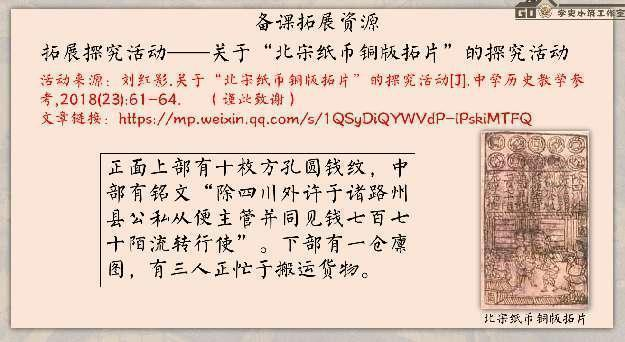 GO
学史小筑工作室
备课拓展资源
拓展探究活动——关于“北宋纸币铜版拓片”的探究活动
活动来源：刘红影.关于“北宋纸币铜版拓片”的探究活动[J].中学历史教学参
考,2018(23):61-64. （谨此致谢）
文章链接：https://mp.weixin.qq.com/s/1QSyDiQYWVdP-iPskiMTFQ
正面上部有十枚方孔圆钱纹，中
部有铭文“除四川外许于诸路州
县公私从便主管并同见钱七百七
十陌流转行使”。下部有一仓廪
图，有三人正忙于搬运货物。
北宋纸币铜版拓片